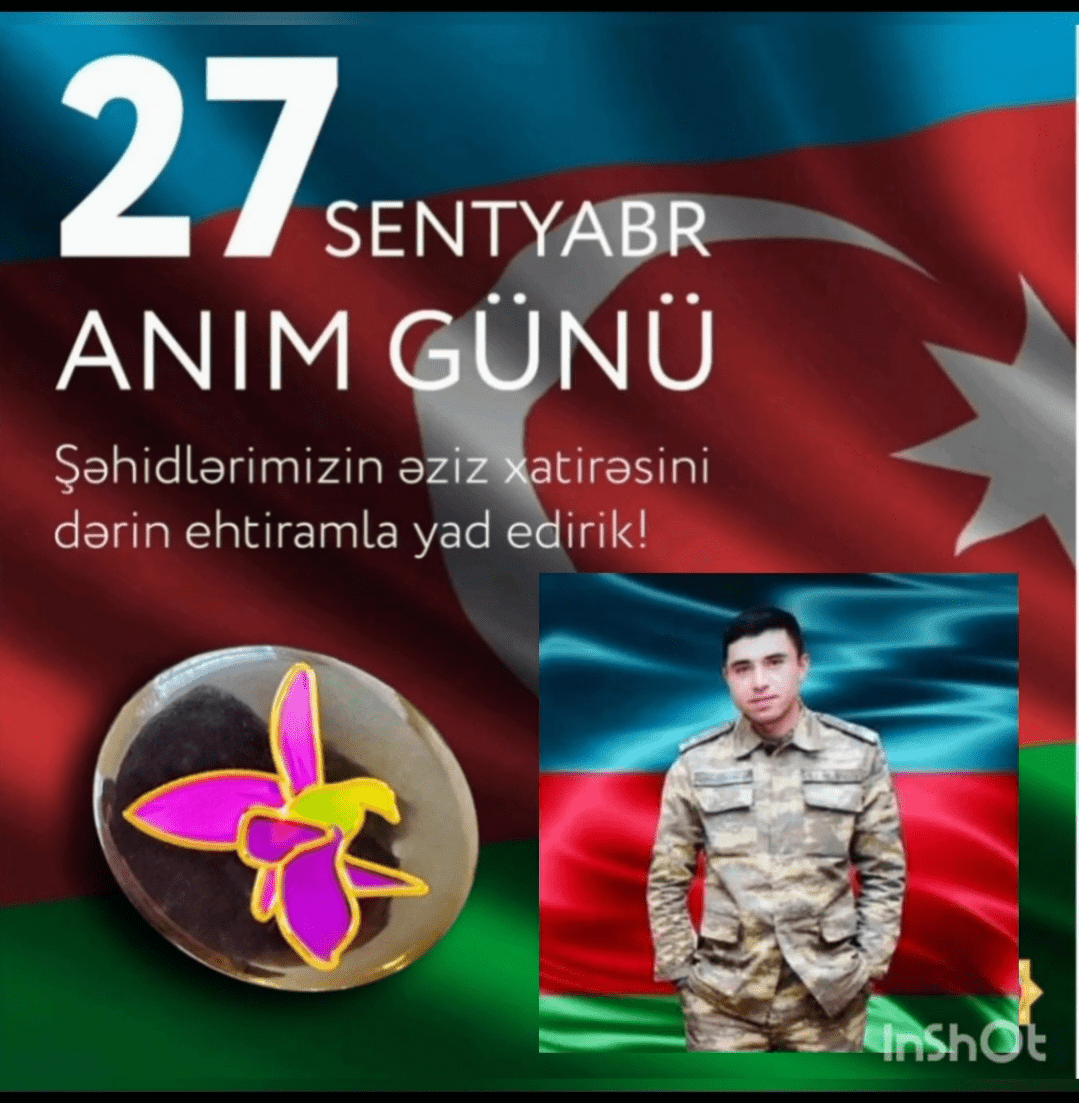 27 SENTYABR
ANIM GÜNÜ
Şəhidlərimizin əziz xatirəsini
dərin ehtiramla yad edirik!
InShOt